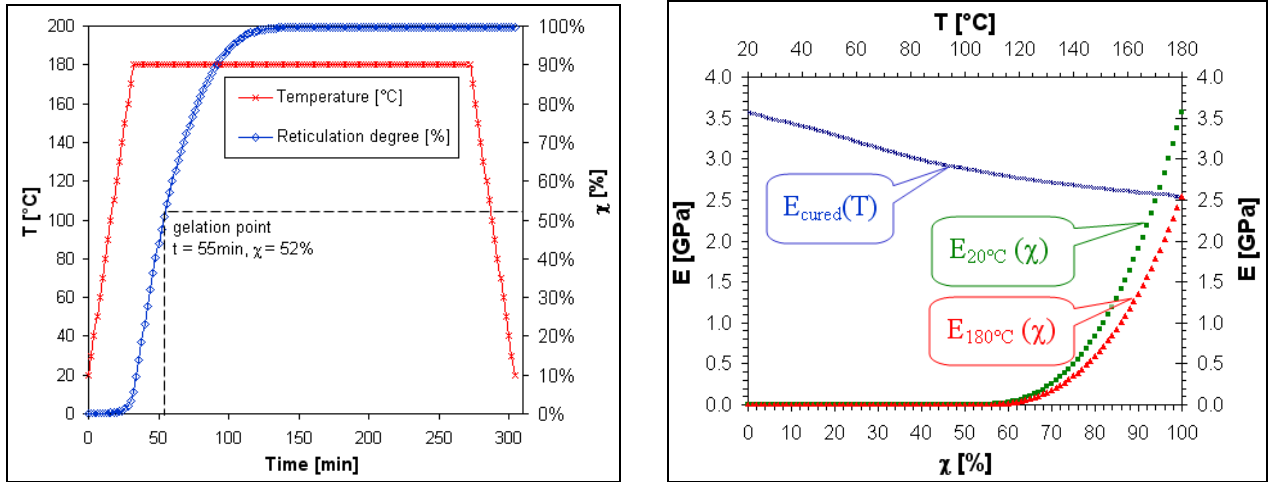 200
180
160
140
120
100
80
60
40
20
0
T [°C]
100%
90%
80%
70%
60%
50%
40%
30%
20%
10%
0%
χ [%]
Temperature [°C]
Reticulation degree [%]
gelation point
t = 55min, χ = 52%
0 50 100 150 200 250 300
Time [min]
T [°C]
20 40 60 80 100 120 140 160 180
4.0
3.5
3.0
2.5
2.0
1.5
1.0
0.5
0.0
E [GPa]
4.0
3.5
3.0
2.5
2.0
1.5
1.0
0.5
0.0
E [GPa]
Ecured(T)
E20°C (χ)
E180°C (χ)
0 10 20 30 40 50 60 70 80 90 100
χ [%]